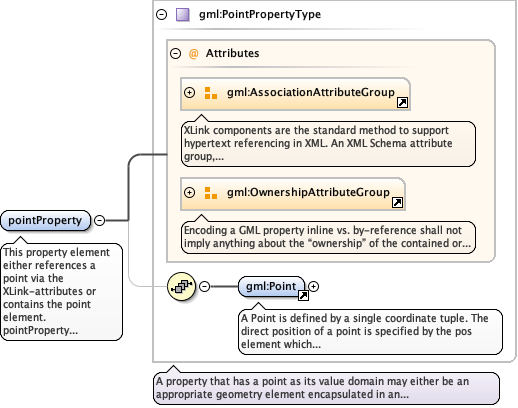 gml:PointPropertyType
@ Attributes
gml:AssociationAttributeGroup
XLink components are the standard method to support
hypertext referencing in XML. An XML Schema attribute
group,...
gml:OwnershipAttributeGroup
Encoding a GML property inline vs. by-reference shall not
imply anything about the "ownership" of the contained or...
pointProperty
This property element
either references a
point via the
XLink-attributes or
contains the point
element.
pointProperty...
gml:Point
A Point is defined by a single coordinate tuple. The
direct position of a point is specified by the pos
element which...
A property that has a point as its value domain may either be an
appropriate geometry element encapsulated in an...